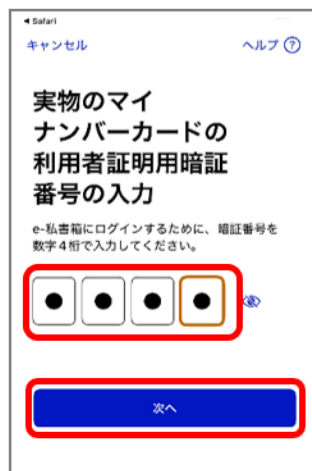 ◀ Safari
キャンセル
ヘルプ ?
実物のマイ
ナンバーカードの
利用者証明用暗証
番号の入力
e-私書箱にログインするために、暗証番号を
数字4桁で入力してください。
次へ